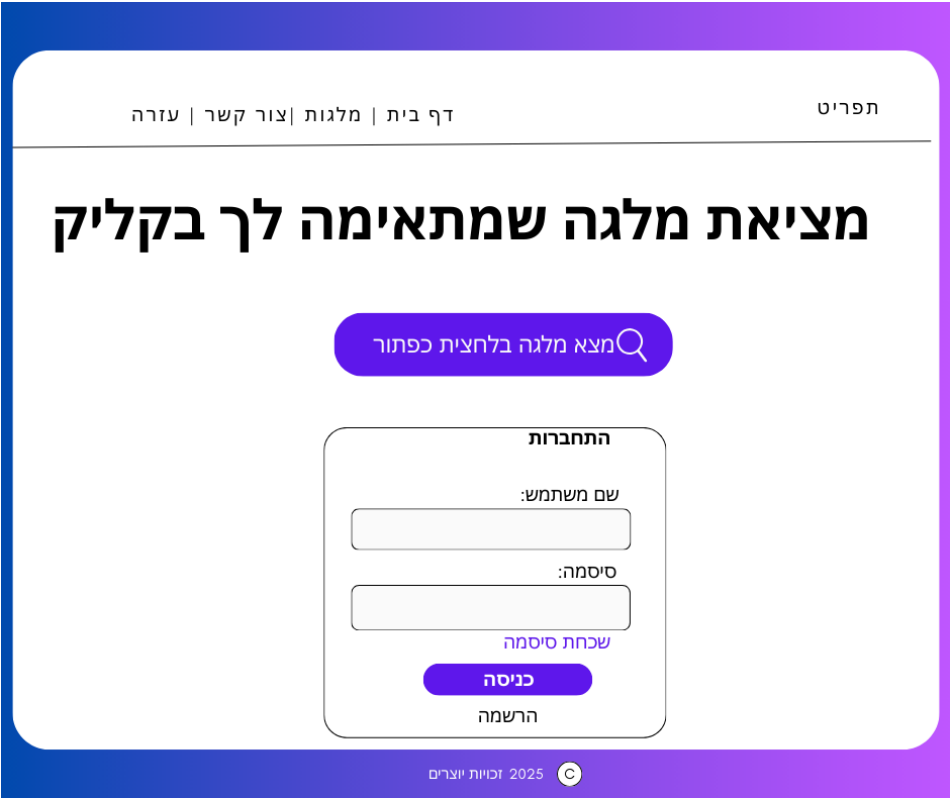 תפריט
דף בית | מלגות |צור קשר | עזרה
מציאת מלגה שמתאימה לך בקליק
מצא מלגה בלחצית כפתור
התחברות
שם משתמש:
סיסמה:
שכחת סיסמה
כניסה
הרשמה
C 2025 זכויות יוצרים